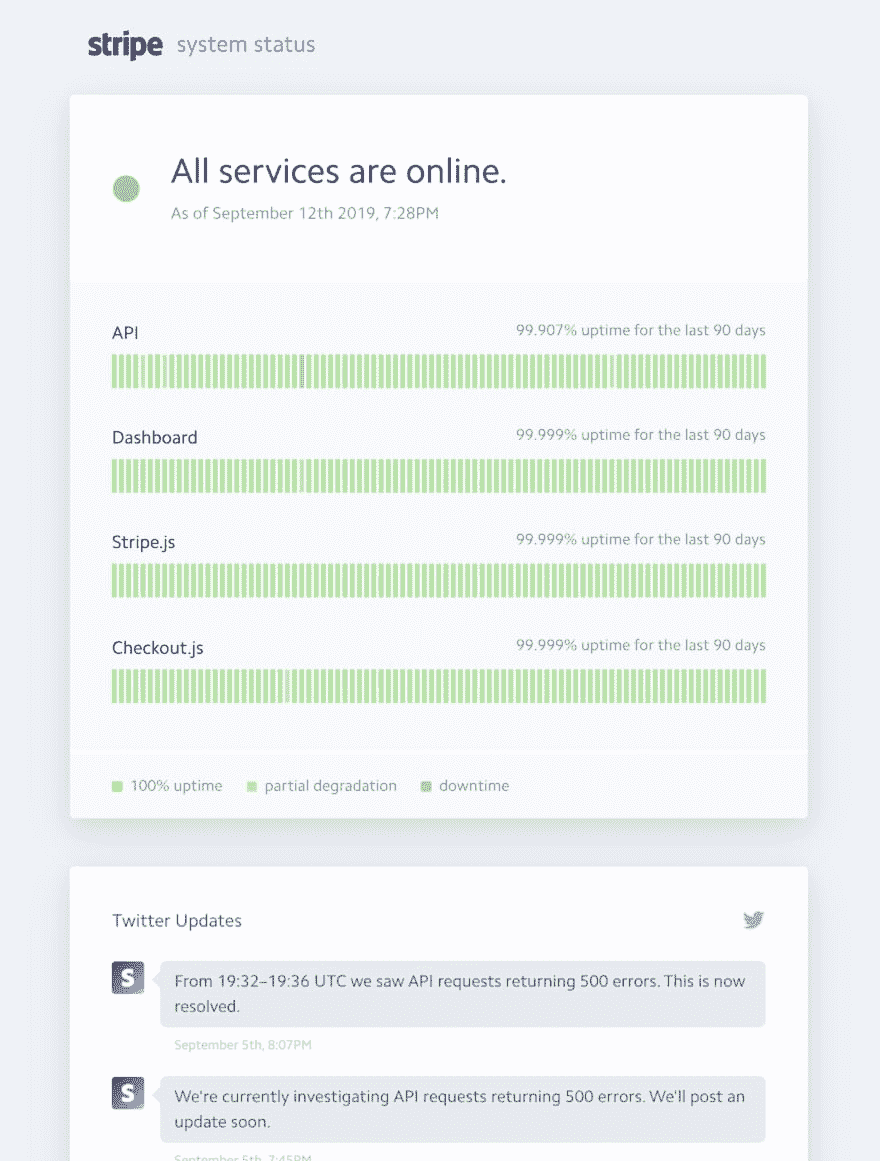 stripe system status
All services are online.
As of September 12th 2019, 7:28PM
API 99.907% uptime for the last 90 days
Dashboard 99.999% uptime for the last 90 days
Stripe.js 99.999% uptime for the last 90 days
Checkout.js 99.999% uptime for the last 90 days
100% uptime partial degradation downtime
Twitter Updates
S From 19:32–19:36 UTC we saw API requests returning 500 errors. This is now
resolved.
September 5th, 8:07PM
S We're currently investigating API requests returning 500 errors. We'll post an
update soon.
September 5th, 7:45PM